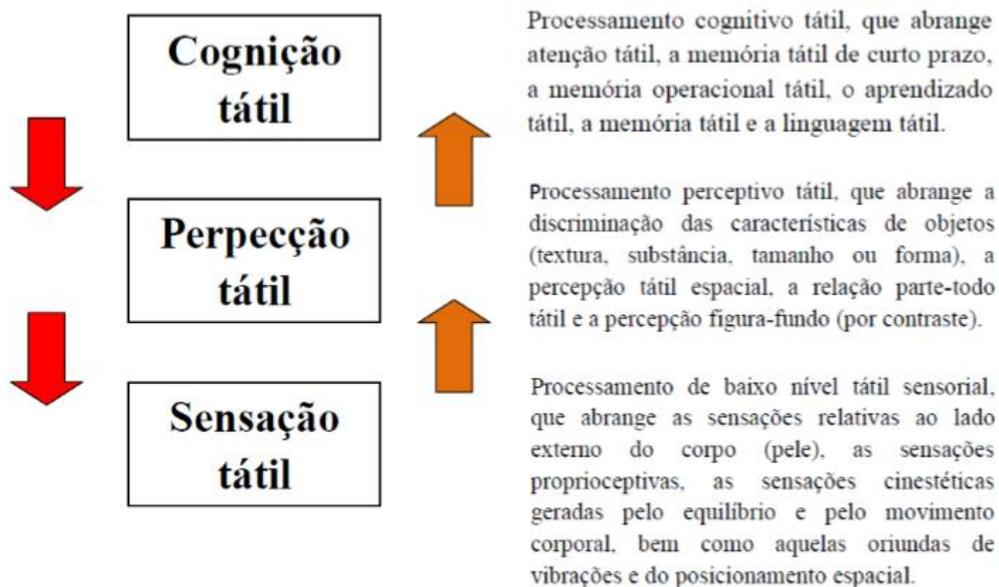 Cognição
tátil
Processamento cognitivo tátil, que abrange
atenção tátil, a memória tátil de curto prazo,
a memória operacional tátil, o aprendizado
tátil, a memória tátil e a linguagem tátil.
Perpecção
tátil
Processamento perceptivo tátil, que abrange a
discriminação das características de objetos
(textura, substância, tamanho ou forma), a
percepção tátil espacial, a relação parte-todo
tátil e a percepção figura-fundo (por contraste).
Sensação
tátil
Processamento de baixo nível tátil sensorial,
que abrange as sensações relativas ao lado
externo do corpo (pele), as sensações
proprioceptivas, as sensações cinestéticas
geradas pelo equilíbrio e pelo movimento
corporal, bem como aquelas oriundas de
vibrações e do posicionamento espacial.